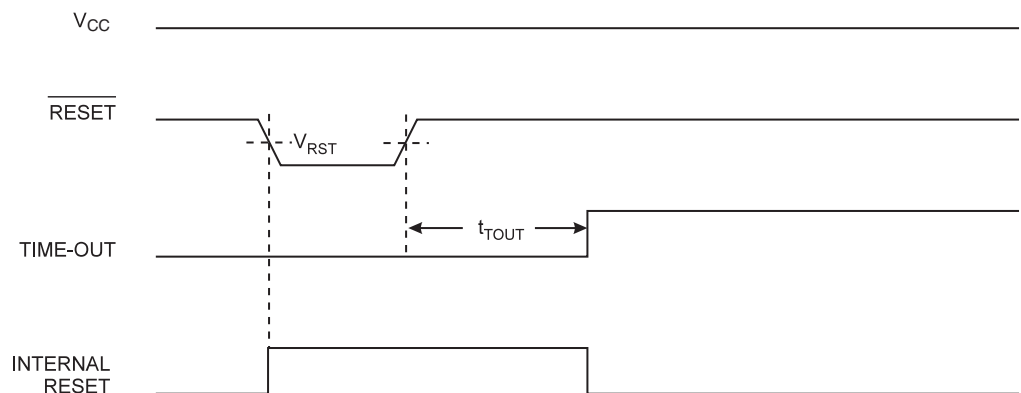 VCC
RESET
VRST
tTOUT
TIME-OUT
INTERNAL
RESET